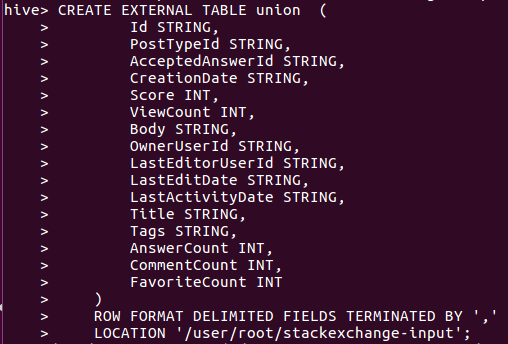 hive> CREATE EXTERNAL TABLE union (
> Id STRING,
> PostTypeId STRING,
> AcceptedAnswerId STRING,
> CreationDate STRING,
> Score INT,
> ViewCount INT,
> Body STRING,
> OwnerUserId STRING,
> LastEditorUserId STRING,
> LastEditDate STRING,
> LastActivityDate STRING,
> Title STRING,
> Tags STRING,
> AnswerCount INT,
> CommentCount INT,
> FavoriteCount INT
> )
> ROW FORMAT DELIMITED FIELDS TERMINATED BY ','
> LOCATION '/user/root/stackexchange-input';